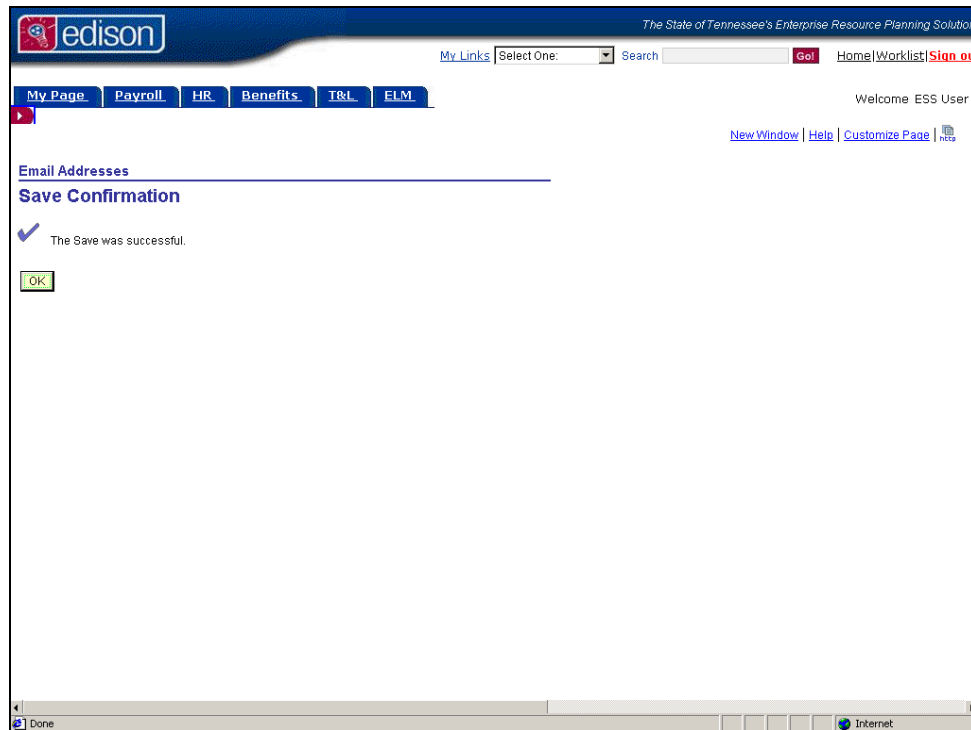 edison
The State of Tennessee's Enterprise Resource Planning Solution
My Links Select One: Search Go! Home|Worklist|Sign ou
My Page Payroll HR Benefits T&L ELM
Welcome ESS User
New Window | Help | Customize Page | http
Email Addresses
Save Confirmation
The Save was successful.
OK
Done Internet